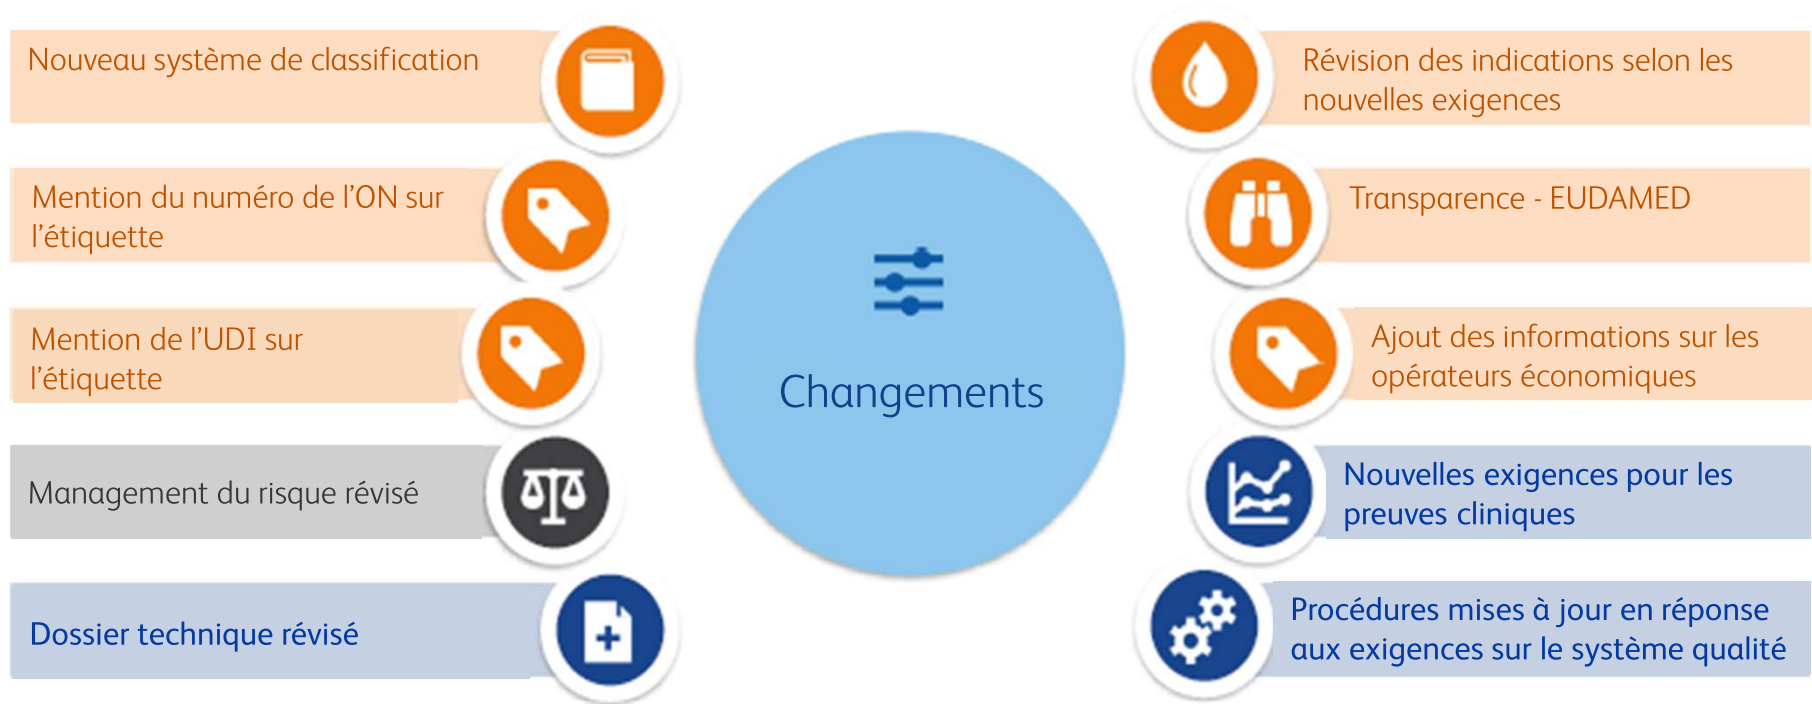 Nouveau système de classification
Mention du numéro de l’ON sur
l’étiquette
Mention de l’UDI sur
l’étiquette
Management du risque révisé
Dossier technique révisé
Changements
Révision des indications selon les
nouvelles exigences
Transparence - EUDAMED
Ajout des informations sur les
opérateurs économiques
Nouvelles exigences pour les
preuves cliniques
Procédures mises à jour en réponse
aux exigences sur le système qualité